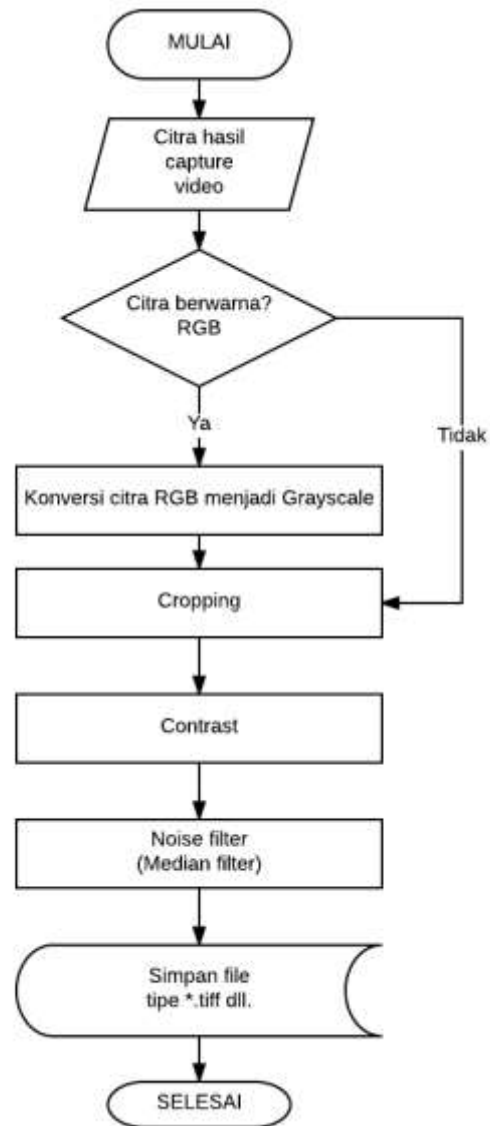 MULAI
Citra hasil
capture
video
Citra berwarna?
RGB
Ya
Tidak
Konversi citra RGB menjadi Grayscale
Cropping
Contrast
Noise filter
(Median filter)
Simpan file
tipe *.tiff dll.
SELESAI